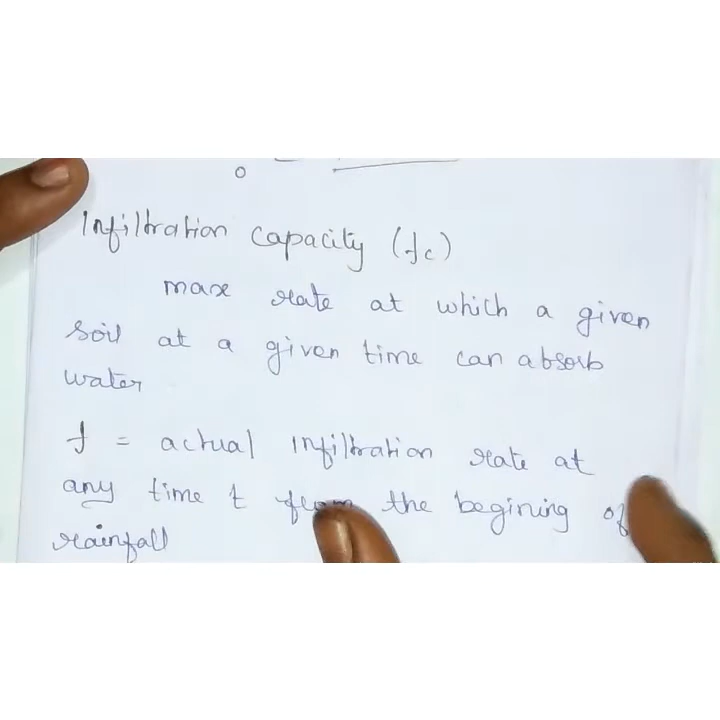 Infiltration capacity (fc)
max rate at which a given
soil at a given time can absorb
water
f = actual infiltration rate at
any time t from the begining of
rainfall